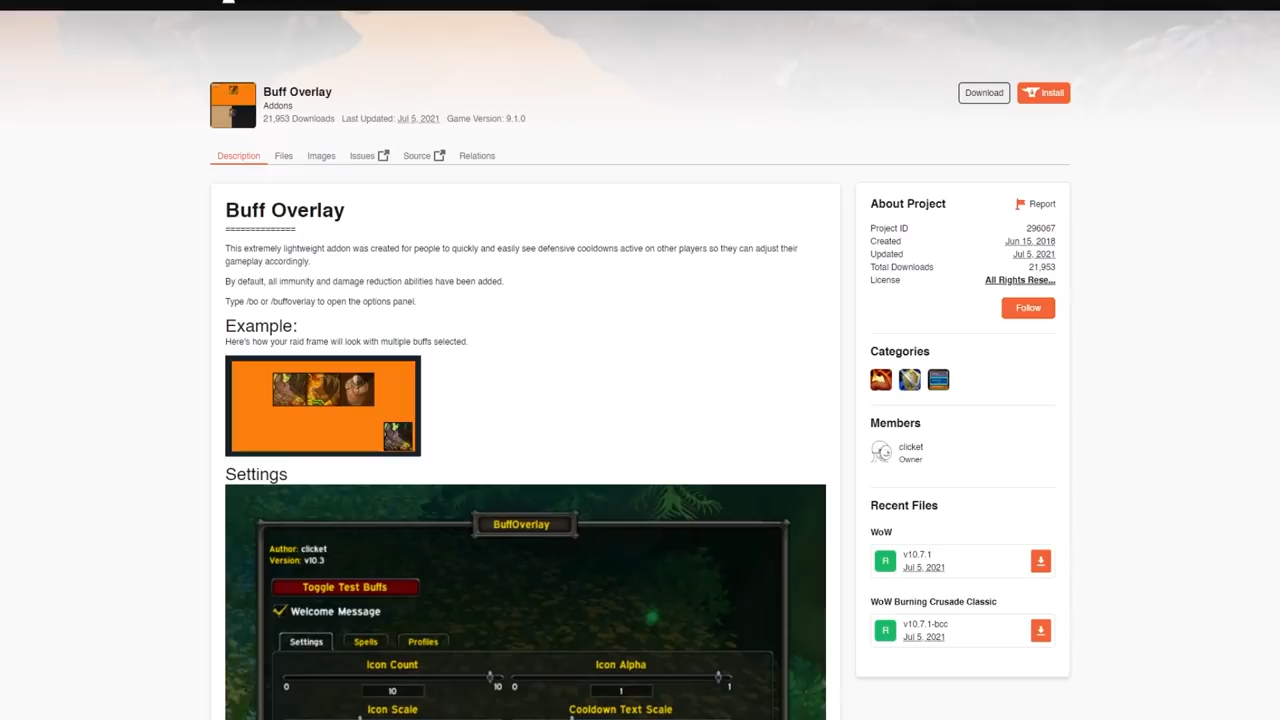 Buff Overlay
Addons
21,953 Downloads Last Updated: Jul 5, 2021 Game Version: 9.1.0
Download
Install
Description Files Images Issues Source Relations
Buff Overlay
==============
This extremely lightweight addon was created for people to quickly and easily see defensive cooldowns active on other players so they can adjust their
gameplay accordingly.
By default, all immunity and damage reduction abilities have been added.
Type /bo or /buffoverlay to open the options panel.
Example:
Here's how your raid frame will look with multiple buffs selected.
Settings
BuffOverlay
Author: clicket
Version: v10.3
Toggle Test Buffs
Welcome Message
Settings Spells Profiles
Icon Count Icon Alpha
0 10 10 0 1 1
Icon Scale Cooldown Text Scale
About Project Report
Project ID 296067
Created Jun 15, 2018
Updated Jul 5, 2021
Total Downloads 21,953
License All Rights Rese...
Follow
Categories
Members
clicket
Owner
Recent Files
WoW
R v10.7.1
Jul 5, 2021
WoW Burning Crusade Classic
R v10.7.1-bcc
Jul 5, 2021